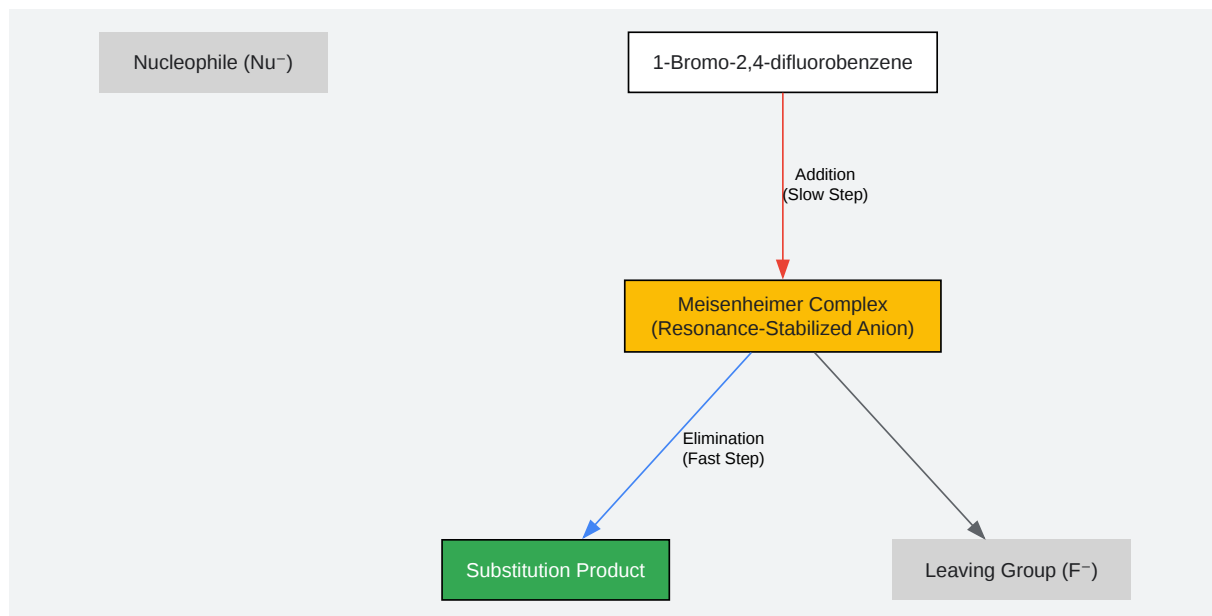 Nucleophile (Nu⁻)
1-Bromo-2,4-difluorobenzene
Addition
(Slow Step)
Meisenheimer Complex
(Resonance-Stabilized Anion)
Elimination
(Fast Step)
Substitution Product
Leaving Group (F⁻)